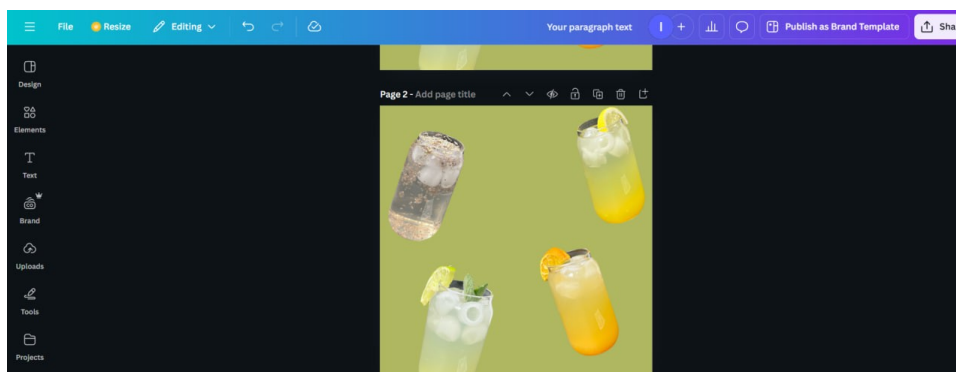 File Resize Editing Your paragraph text I + Publish as Brand Template Sha
Design
Page 2 - Add page title
Elements
Text
Brand
Uploads
Tools
Projects